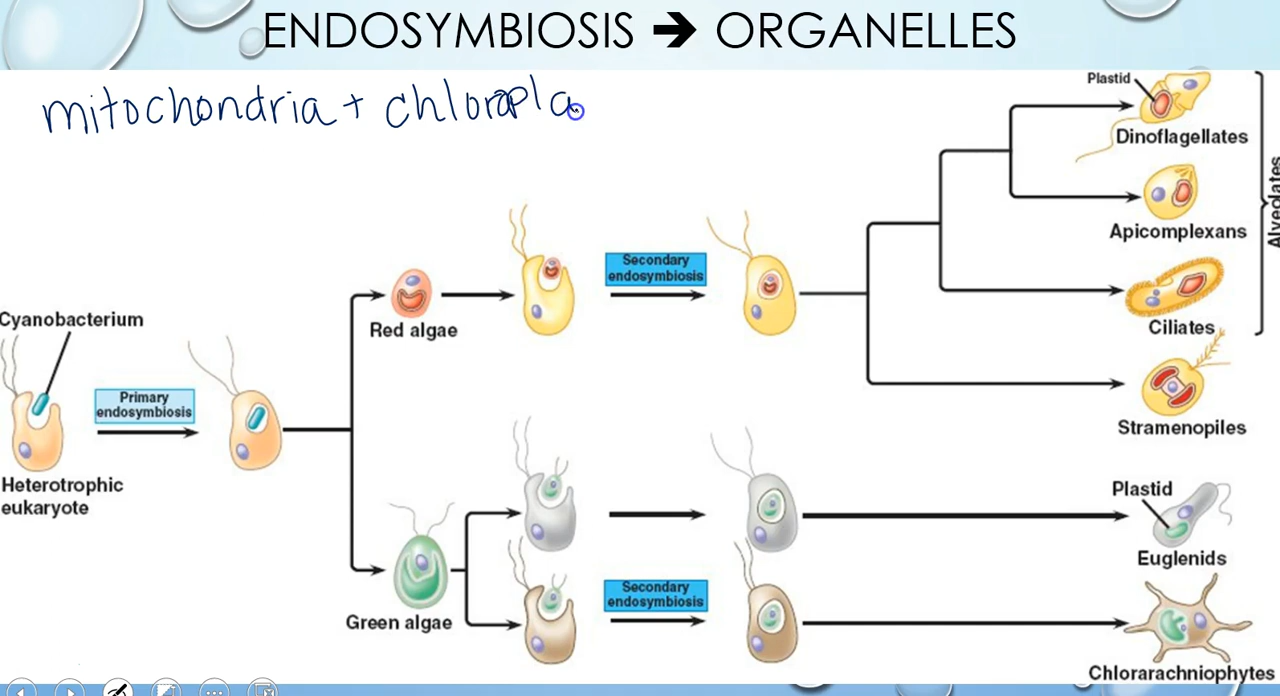 ENDOSYMBIOSIS → ORGANELLES
mitochondria + chloropla
Plastid
Dinoflagellates
Apicomplexans
Alveolates
Ciliates
Stramenopiles
Secondary
endosymbiosis
Red algae
Cyanobacterium
Primary
endosymbiosis
Heterotrophic
eukaryote
Green algae
Secondary
endosymbiosis
Plastid
Euglenids
Chlorarachniophytes